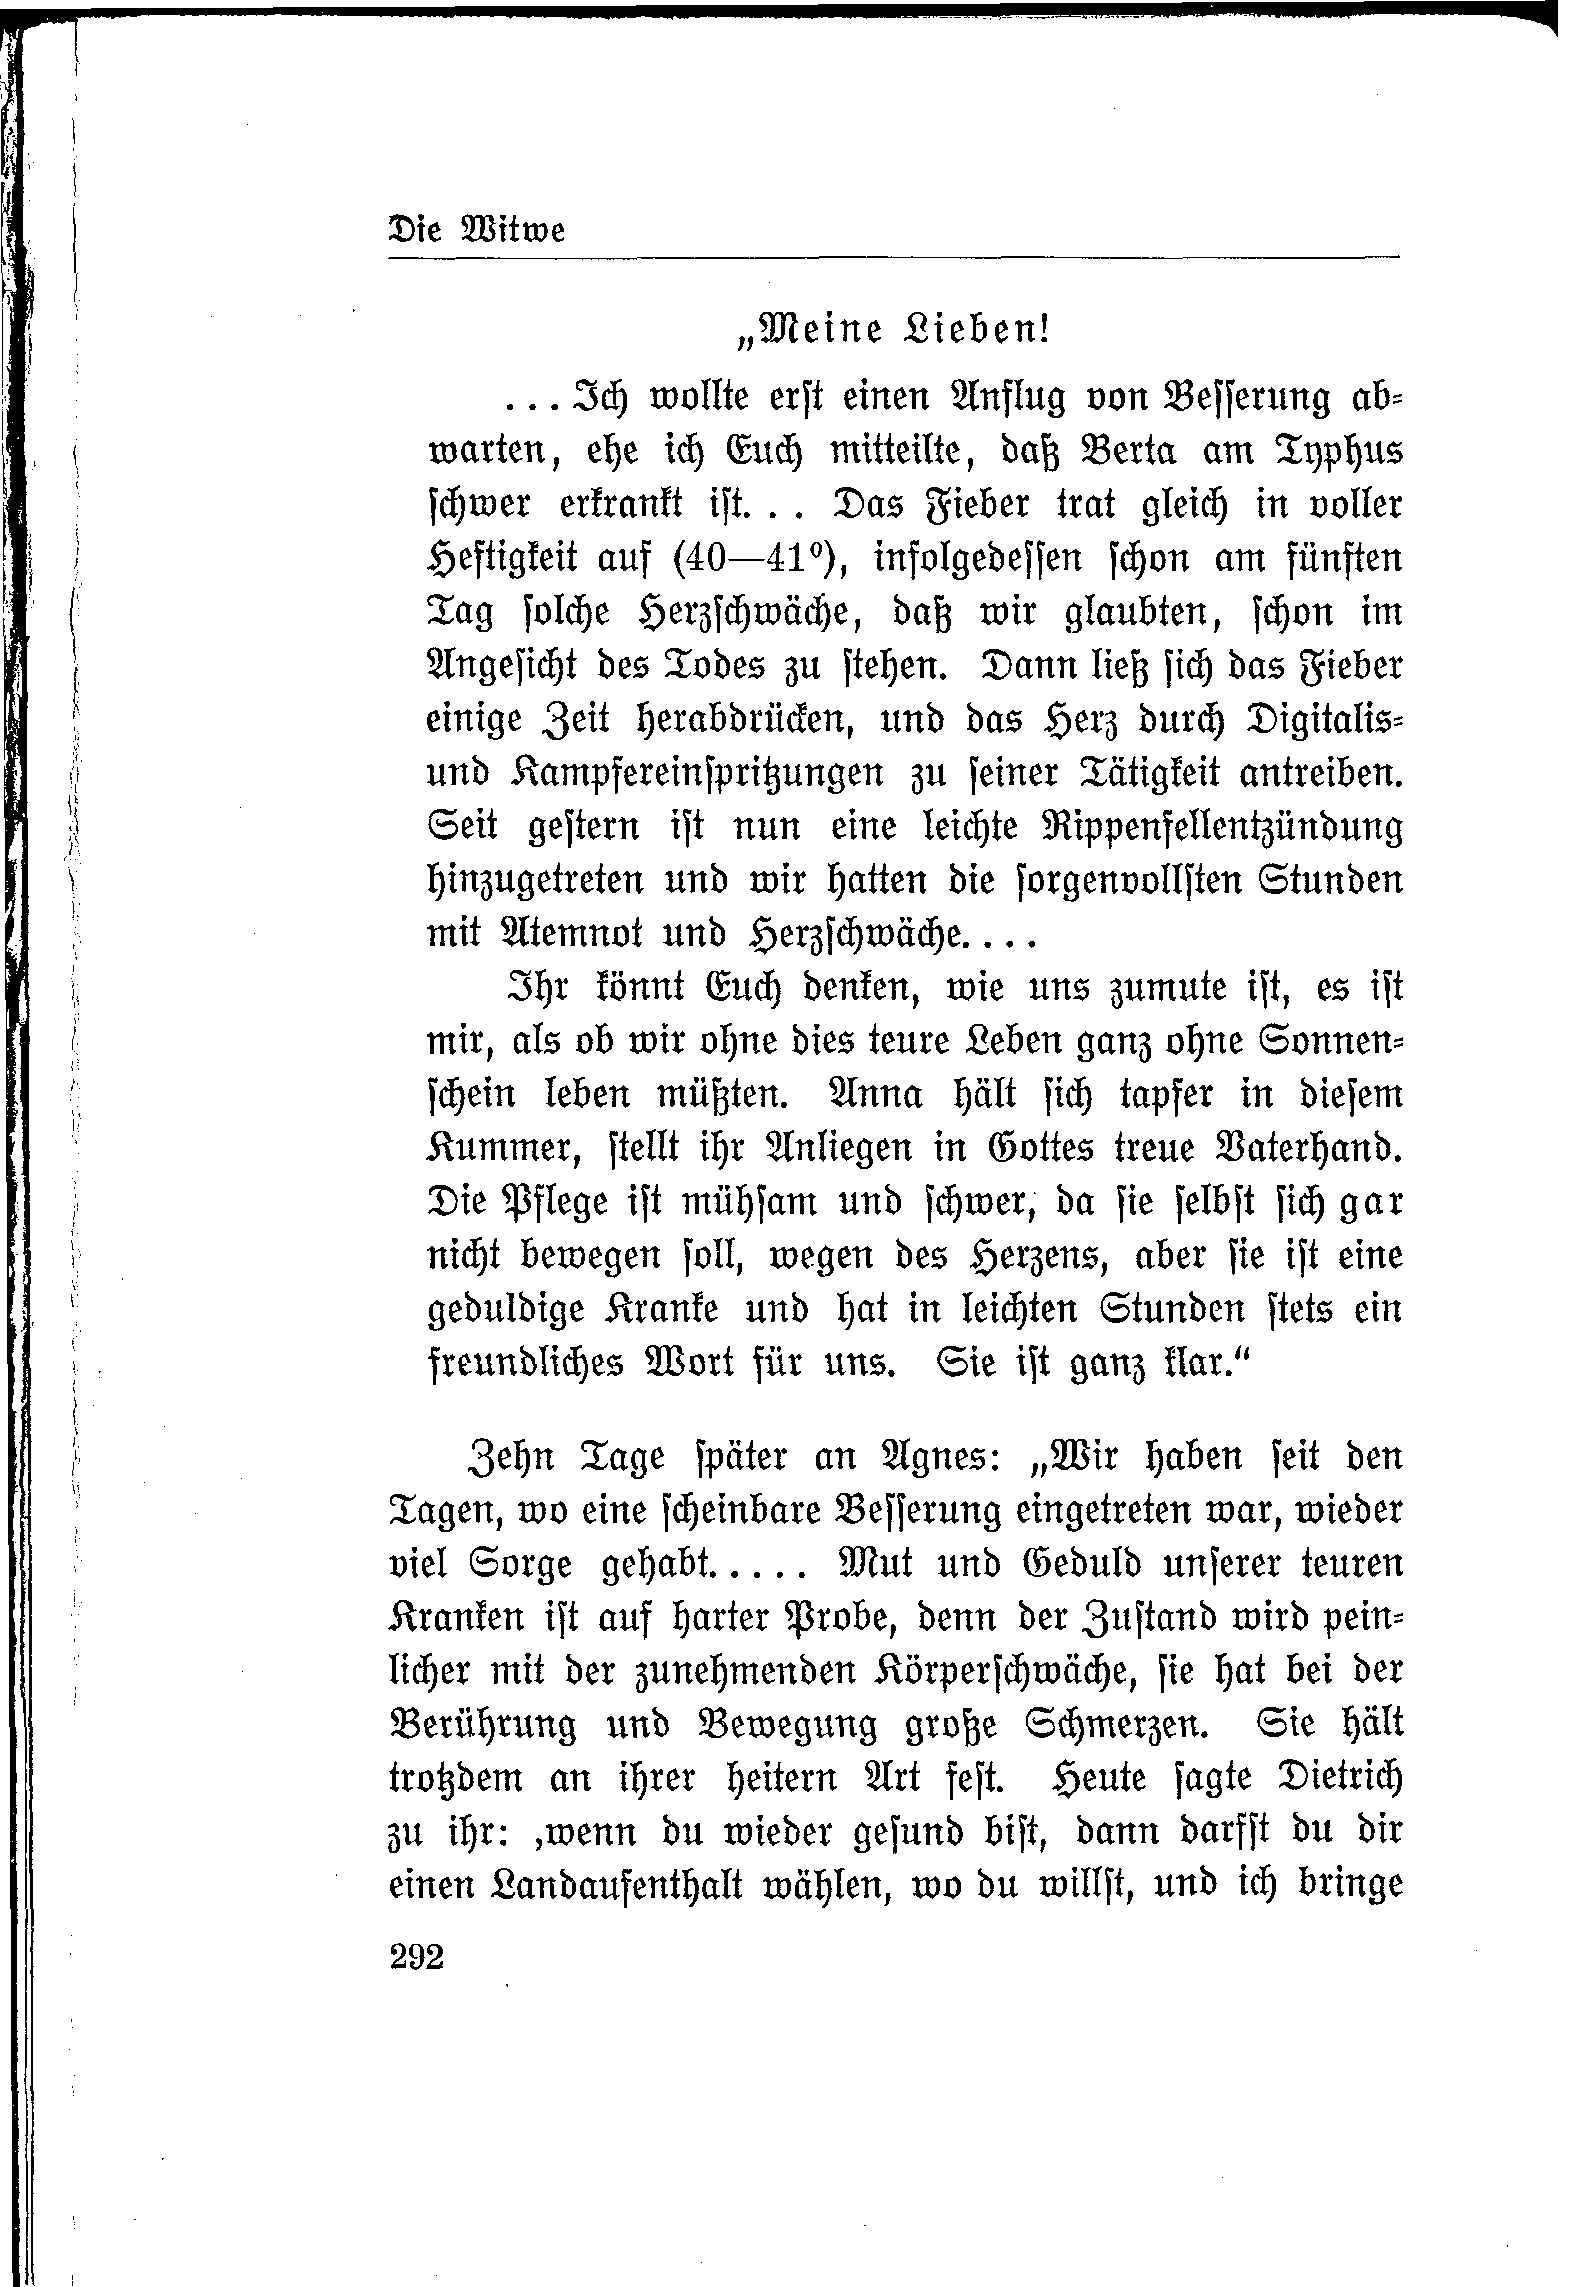 Die Witwe
„Meine Lieben!
...Ich wollte erst einen Anflug von Besserung ab-
warten, ehe ich Euch mitteilte, daß Berta am Typhus
schwer erkrankt ist... Das Fieber trat gleich in voller
Heftigkeit auf (40—41⁰), infolgedessen schon am fünften
Tag solche Herzschwäche, daß wir glaubten, schon im
Angesicht des Todes zu stehen. Dann ließ sich das Fieber
einige Zeit herabdrücken, und das Herz durch Digitalis-
und Kampfereinspritzungen zu seiner Tätigkeit antreiben.
Seit gestern ist nun eine leichte Rippenfellentzündung
hinzugetreten und wir hatten die sorgenvollsten Stunden
mit Atemnot und Herzschwäche....
Ihr könnt Euch denken, wie uns zumute ist, es ist
mir, als ob wir ohne dies teure Leben ganz ohne Sonnen-
schein leben müßten. Anna hält sich tapfer in diesem
Kummer, stellt ihr Anliegen in Gottes treue Vaterhand.
Die Pflege ist mühsam und schwer, da sie selbst sich gar
nicht bewegen soll, wegen des Herzens, aber sie ist eine
geduldige Kranke und hat in leichten Stunden stets ein
freundliches Wort für uns. Sie ist ganz klar.“
Zehn Tage später an Agnes: „Wir haben seit den
Tagen, wo eine scheinbare Besserung eingetreten war, wieder
viel Sorge gehabt..... Mut und Geduld unserer teuren
Kranken ist auf harter Probe, denn der Zustand wird pein-
licher mit der zunehmenden Körperschwäche, sie hat bei der
Berührung und Bewegung große Schmerzen. Sie hält
trotzdem an ihrer heitern Art fest. Heute sagte Dietrich
zu ihr: ‚wenn du wieder gesund bist, dann darfst du dir
einen Landaufenthalt wählen, wo du willst, und ich bringe
292